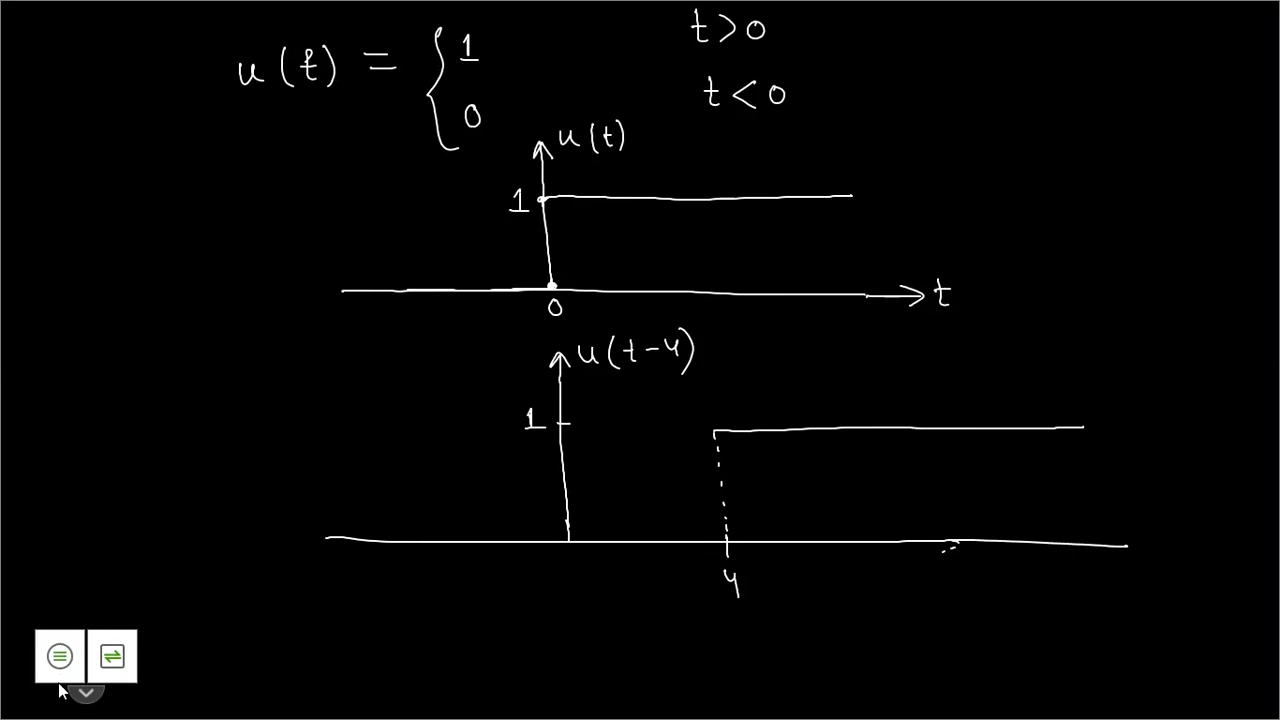 u(t) = { 1 t>0
0 t<0
u(t)
1
0
t
u(t-4)
1
4